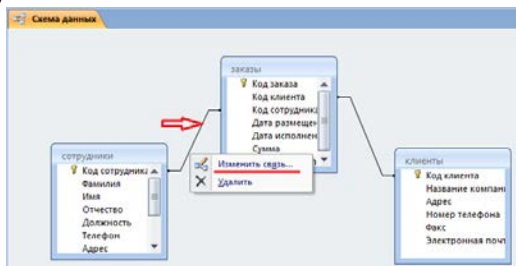 Схема данных
заказы
Код заказа
Код клиента
Код сотрудника
Дата размещен
Дата исполнен
Сумма
Изменить связь...
Удалить
сотрудники
Код сотрудника
Фамилия
Имя
Отчество
Должность
Телефон
Адрес
клиенты
Код клиента
Название компани
Адрес
Номер телефона
Факс
Электронная почт